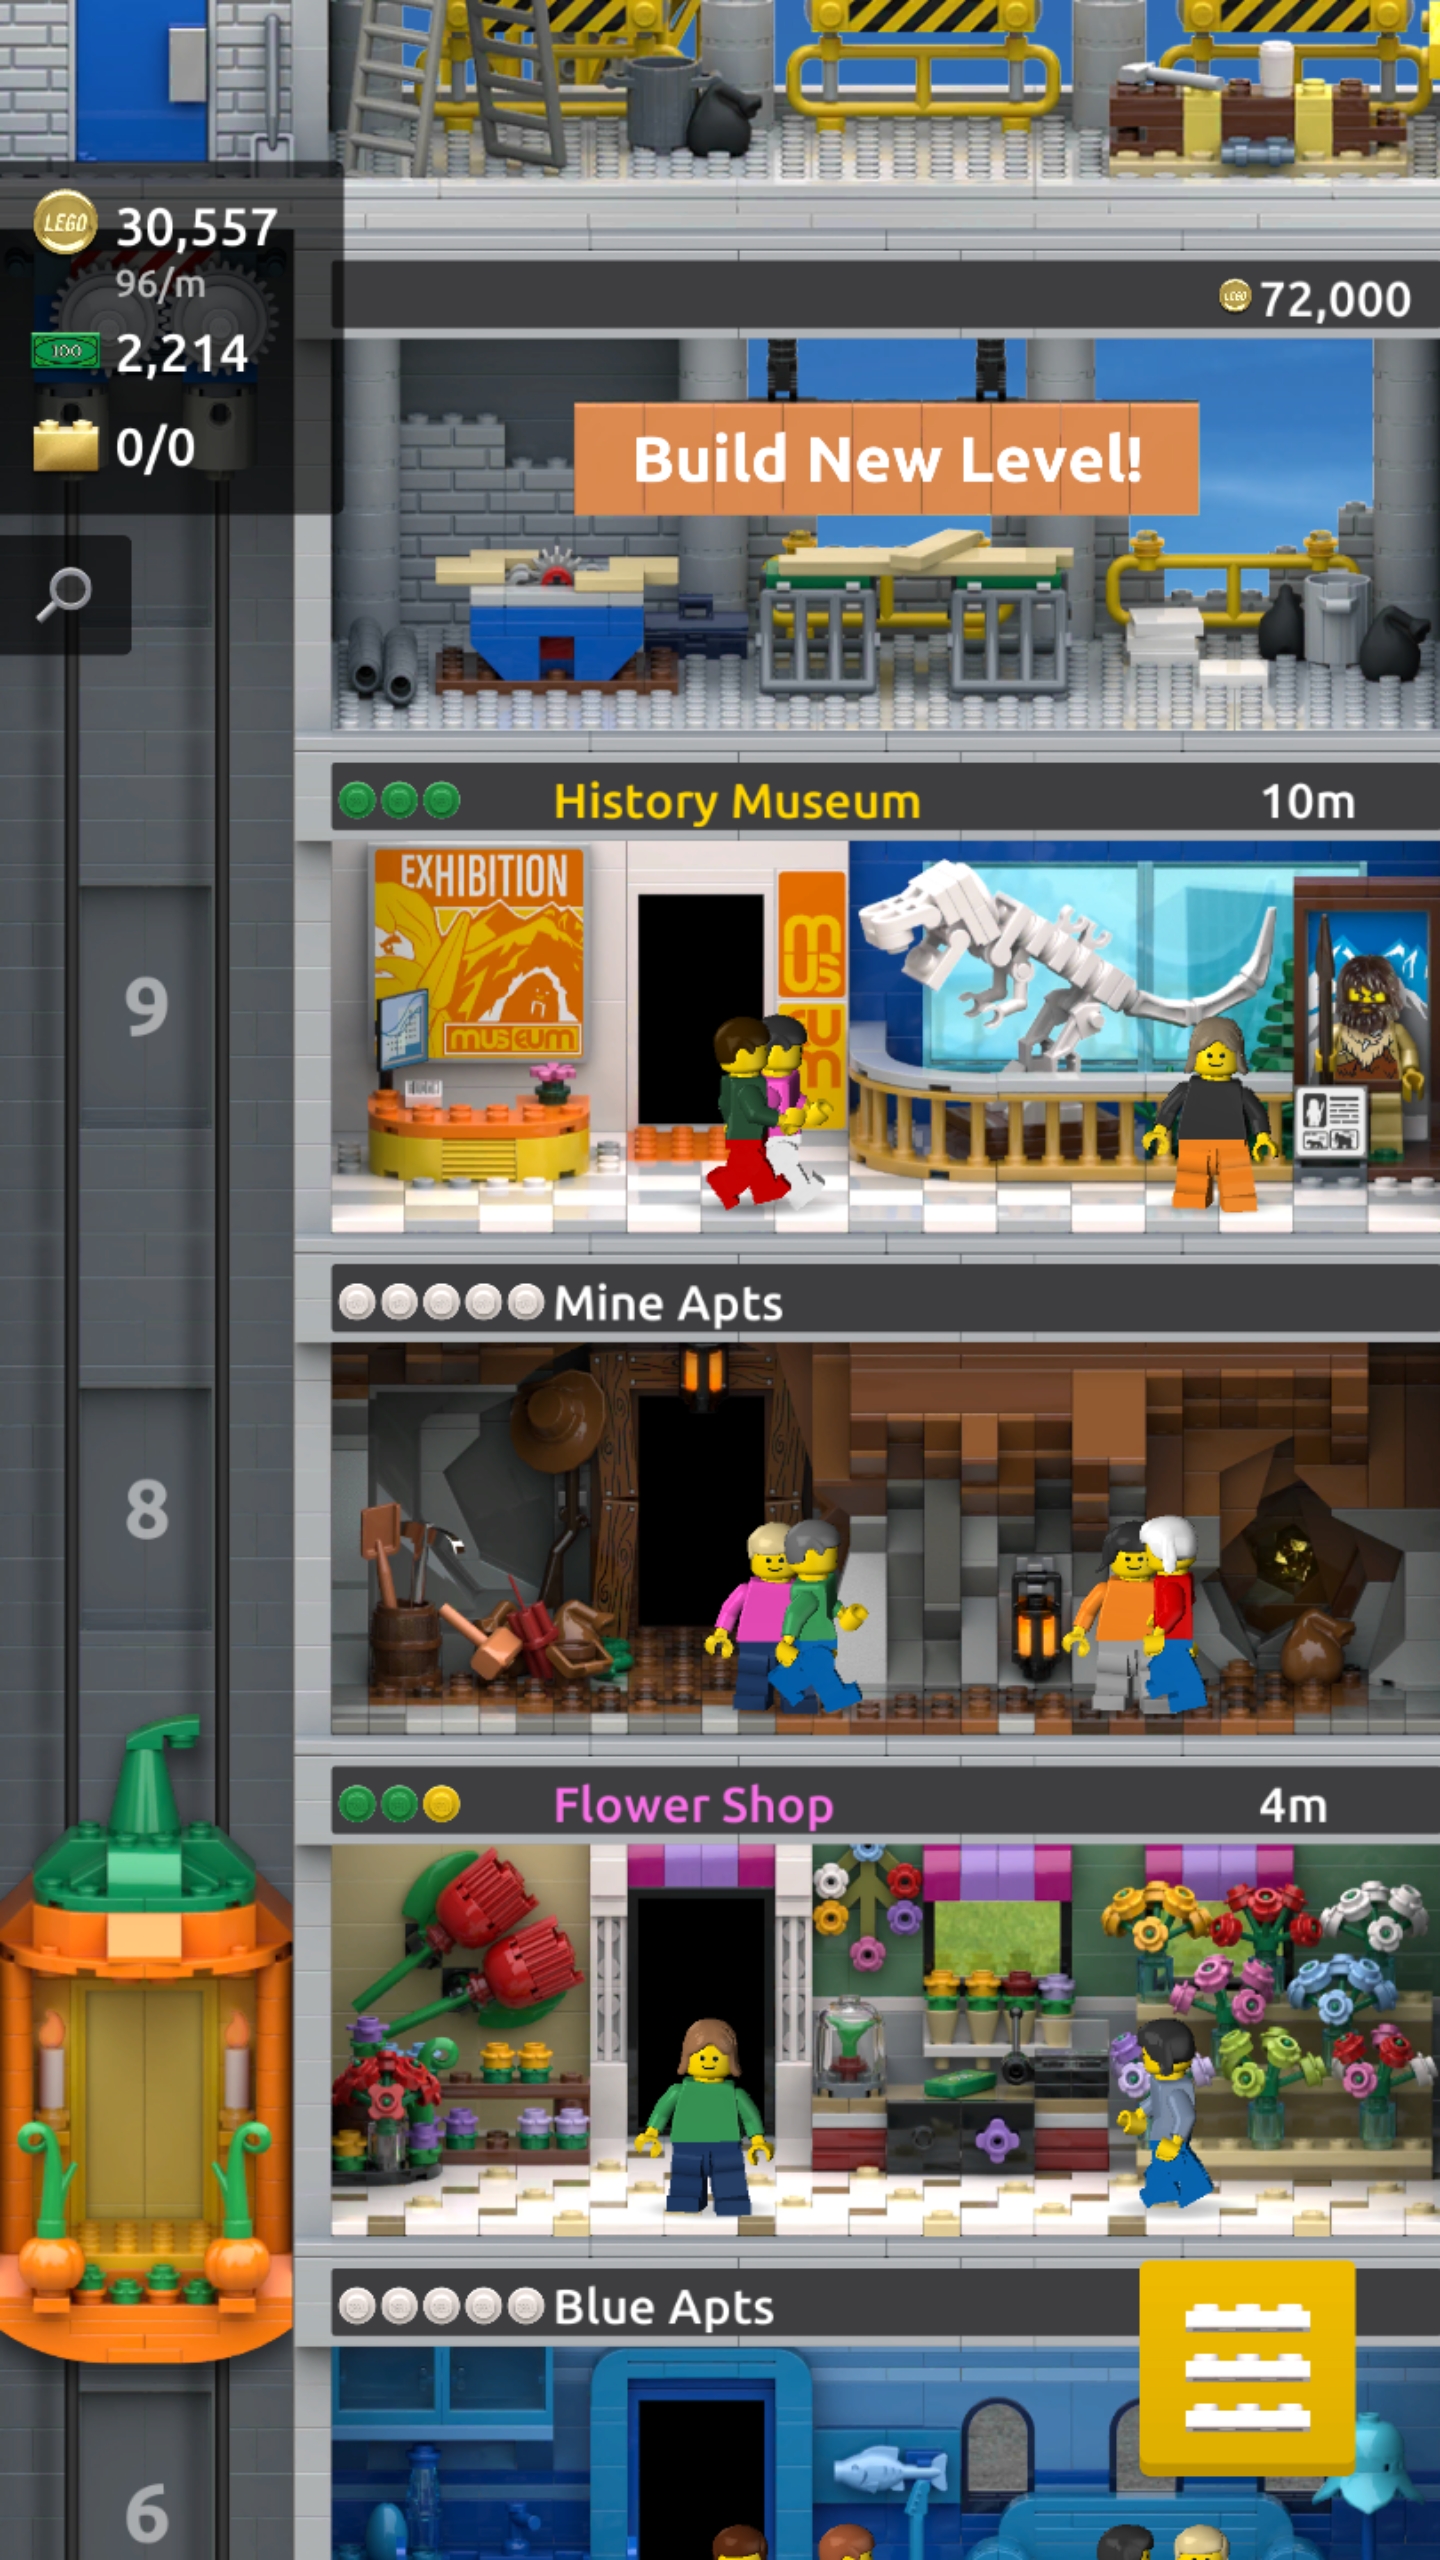 LEGO 30,557
96/m
100 2,214
0/0
LEGO 72,000
Build New Level!
History Museum 10m
EXHIBITION
mus
eum
museum
9
Mine Apts
8
Flower Shop 4m
Blue Apts
6